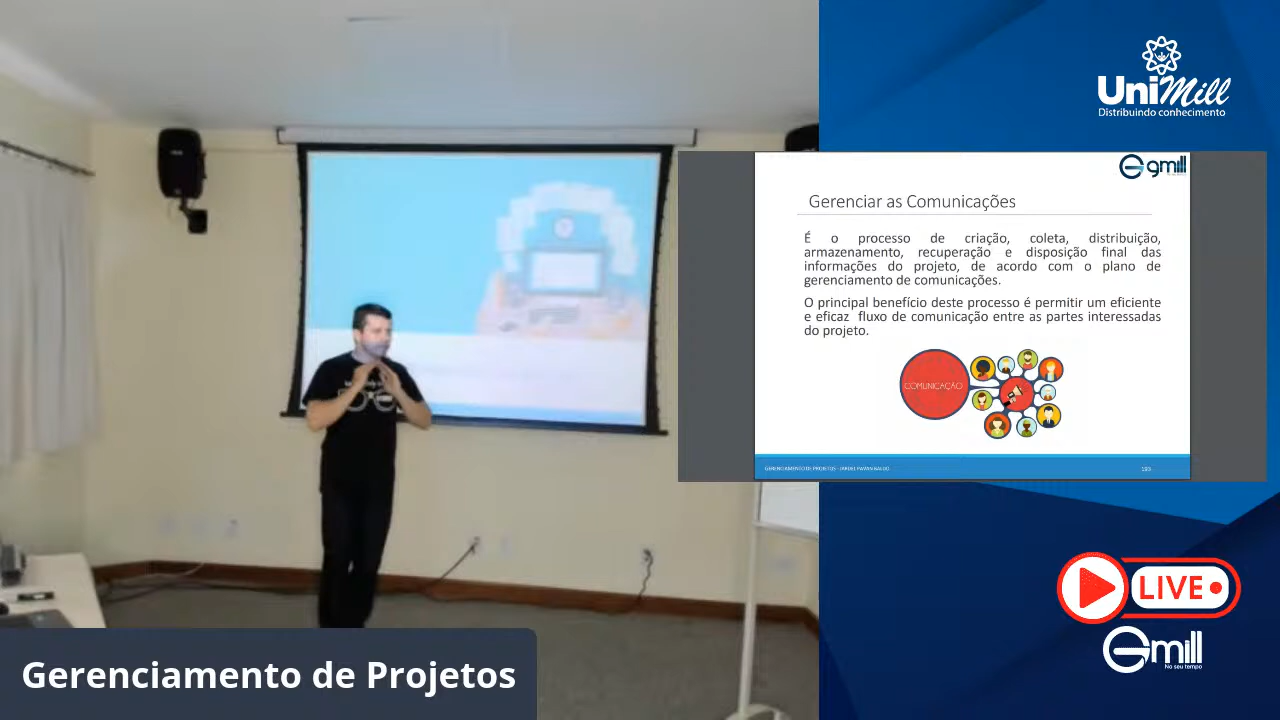 UniMill
Distribuindo conhecimento
gmill
Gerenciar as Comunicações
É o processo de criação, coleta, distribuição,
armazenamento, recuperação e disposição final das
informações do projeto, de acordo com o plano de
gerenciamento de comunicações.
O principal benefício deste processo é permitir um eficiente
e eficaz fluxo de comunicação entre as partes interessadas
do projeto.
COMUNICAÇÃO
LIVE
Gmill
No seu tempo
Gerenciamento de Projetos